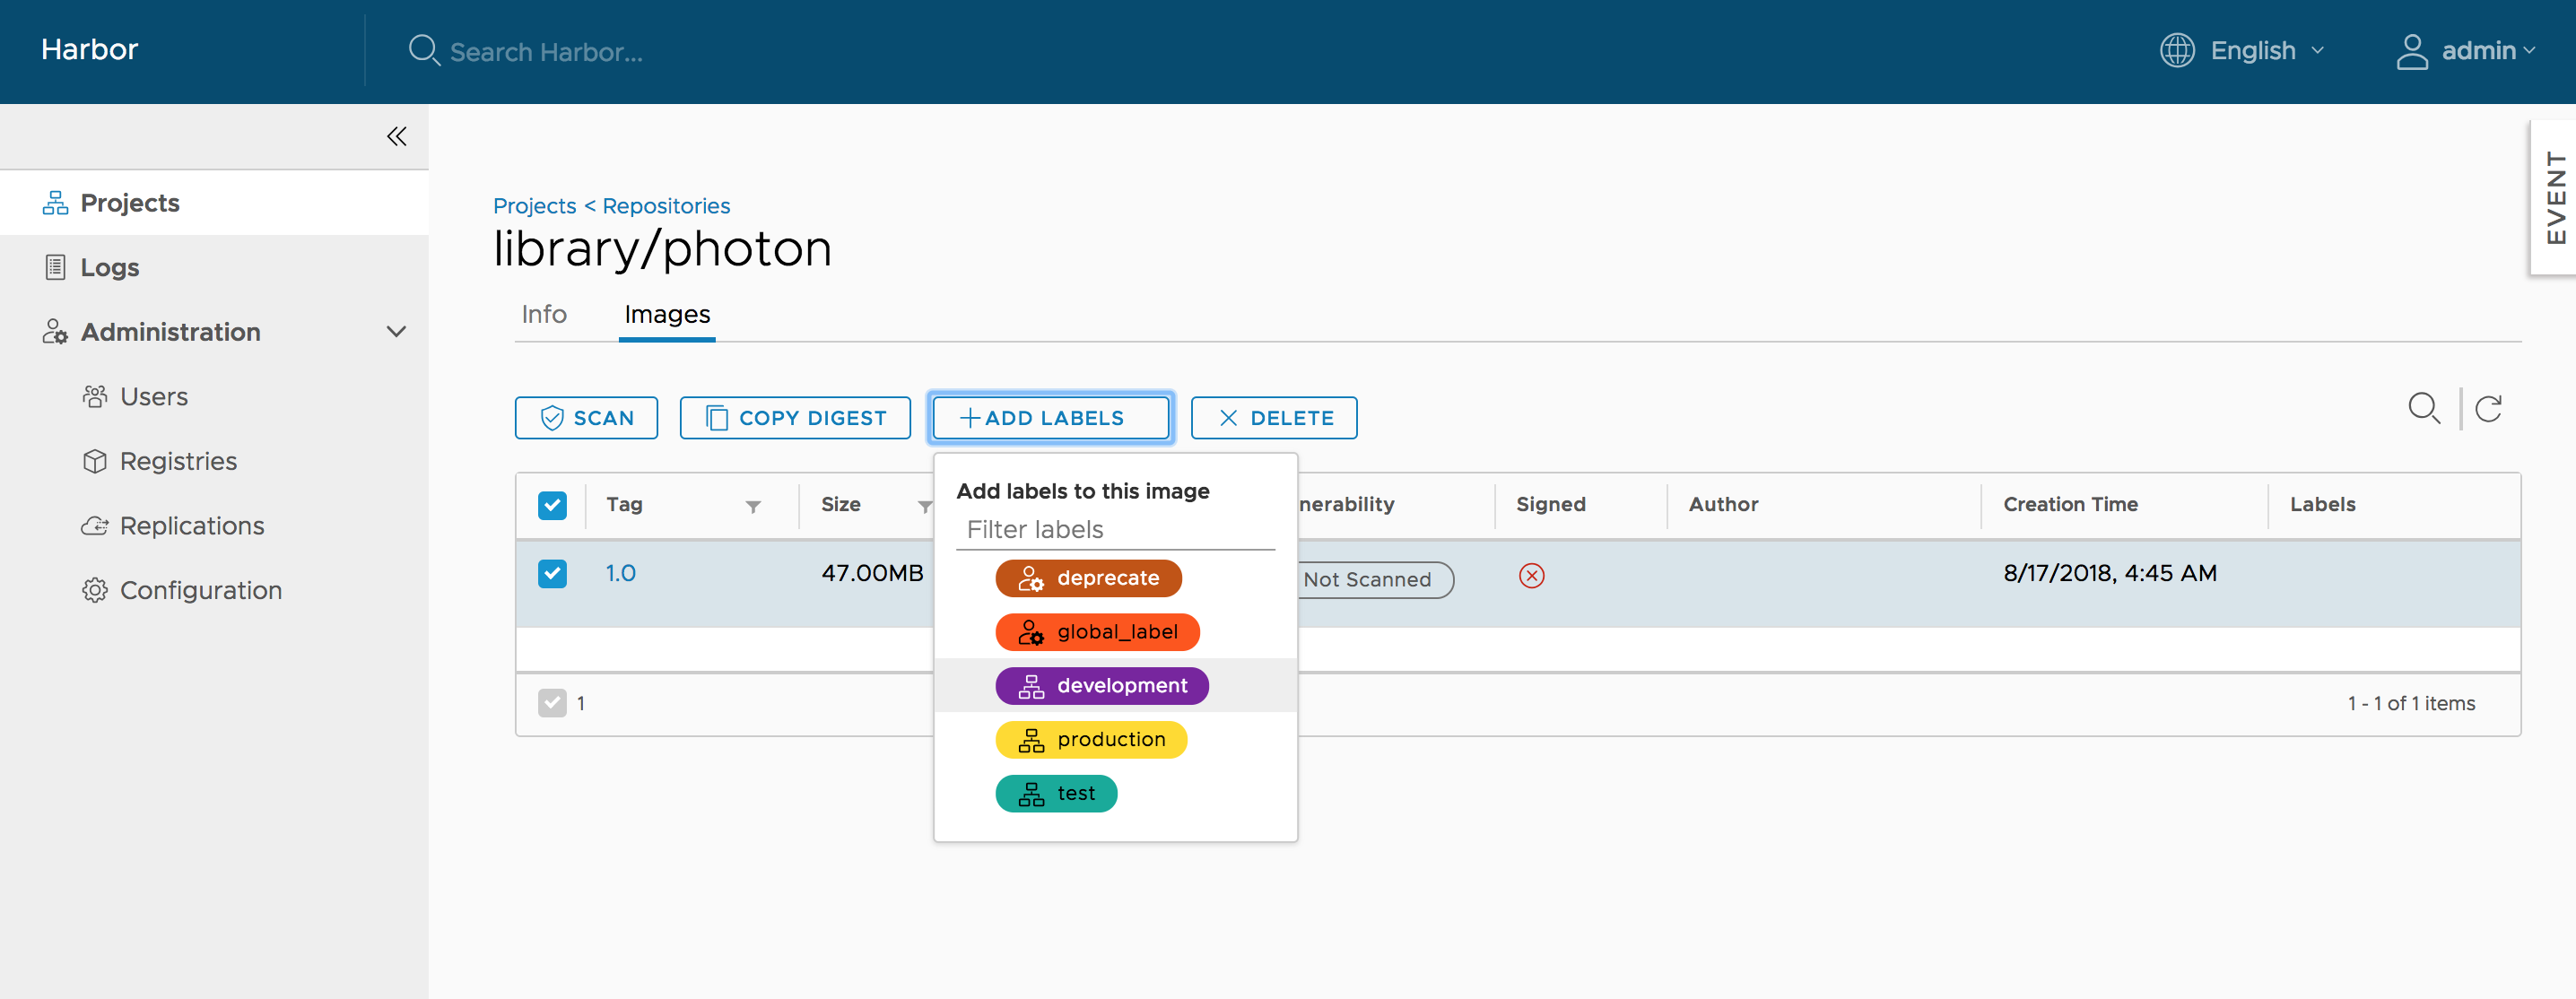 Harbor
Search Harbor...
English
admin
EVENT
Projects
Logs
Administration
Users
Registries
Replications
Configuration
Projects < Repositories
library/photon
Info Images
SCAN COPY DIGEST ADD LABELS DELETE
Tag Size nerability Signed Author Creation Time Labels
1.0 47.00MB Not Scanned 8/17/2018, 4:45 AM
Add labels to this image
Filter labels
deprecate
global_label
development
production
test
1 1 - 1 of 1 items